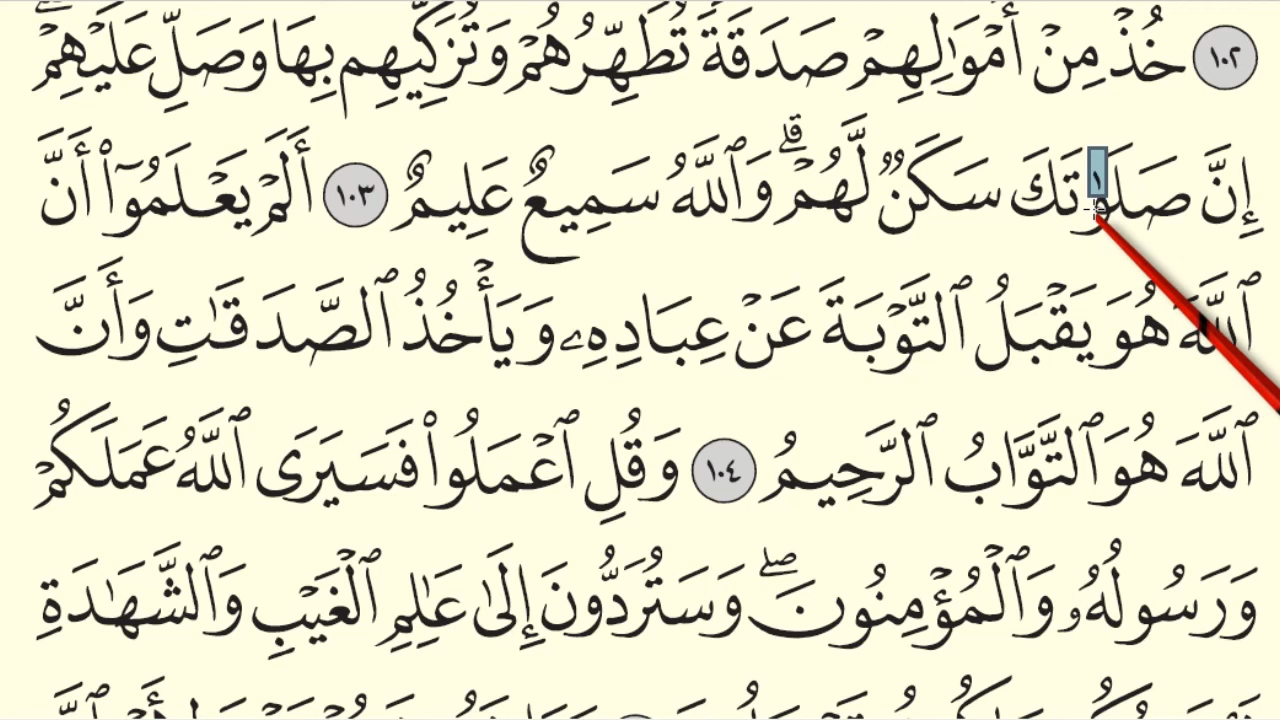 ١٠٢ خُذۡ مِنۡ أَمۡوَٰلِهِمۡ صَدَقَةٗ تُطَهِّرُهُمۡ وَتُزَكِّيهِم بِهَا وَصَلِّ عَلَيۡهِمۡۖ
إِنَّ صَلَوٰتَكَ سَكَنٞ لَّهُمۡۗ وَٱللَّهُ سَمِيعٌ عَلِيمٌ ١٠٣ أَلَمۡ يَعۡلَمُوٓاْ أَنَّ
ٱللَّهَ هُوَ يَقۡبَلُ ٱلتَّوۡبَةَ عَنۡ عِبَادِهِۦ وَيَأۡخُذُ ٱلصَّدَقَٰتِ وَأَنَّ
ٱللَّهَ هُوَ ٱلتَّوَّابُ ٱلرَّحِيمُ ١٠٤ وَقُلِ ٱعۡمَلُواْ فَسَيَرَى ٱللَّهُ عَمَلَكُمۡ
وَرَسُولُهُۥ وَٱلۡمُؤۡمِنُونَۖ وَسَتُرَدُّونَ إِلَىٰ عَٰلِمِ ٱلۡغَيۡبِ وَٱلشَّهَٰدَةِ